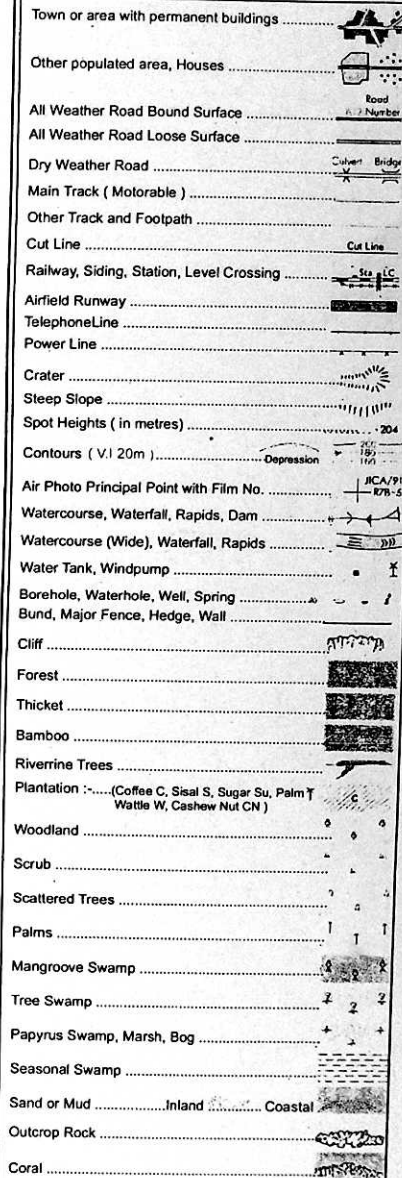 Town or area with permanent buildings ............
Other populated area, Houses ............
Road
All Weather Road Bound Surface ............ Number
All Weather Road Loose Surface ............
Culvert Bridge
Dry Weather Road ............
Main Track ( Motorable ) ............
Other Track and Footpath ............
Cut Line ............ Cut Line
Railway, Siding, Station, Level Crossing ............ Sta LC
Airfield Runway ............
TelephoneLine ............
Power Line ............
Crater ............
Steep Slope ............
Spot Heights ( in metres) ............ 204
Contours ( V.I 20m ) ............ Depression 200
180
160
Air Photo Principal Point with Film No. ............ JICA/91
R7B-5
Watercourse, Waterfall, Rapids, Dam ............
Watercourse (Wide), Waterfall, Rapids ............
Water Tank, Windpump ............
Borehole, Waterhole, Well, Spring ............
Bund, Major Fence, Hedge, Wall ............
Cliff ............
Forest ............
Thicket ............
Bamboo ............
Riverrine Trees ............
Plantation :-.....(Coffee C, Sisal S, Sugar Su, Palm
Wattle W, Cashew Nut CN ) C
Woodland ............
Scrub ............
Scattered Trees ............
Palms ............
Mangroove Swamp ............
Tree Swamp ............
Papyrus Swamp, Marsh, Bog ............
Seasonal Swamp ............
Sand or Mud ............Inland ............ Coastal
Outcrop Rock ............
Coral ............